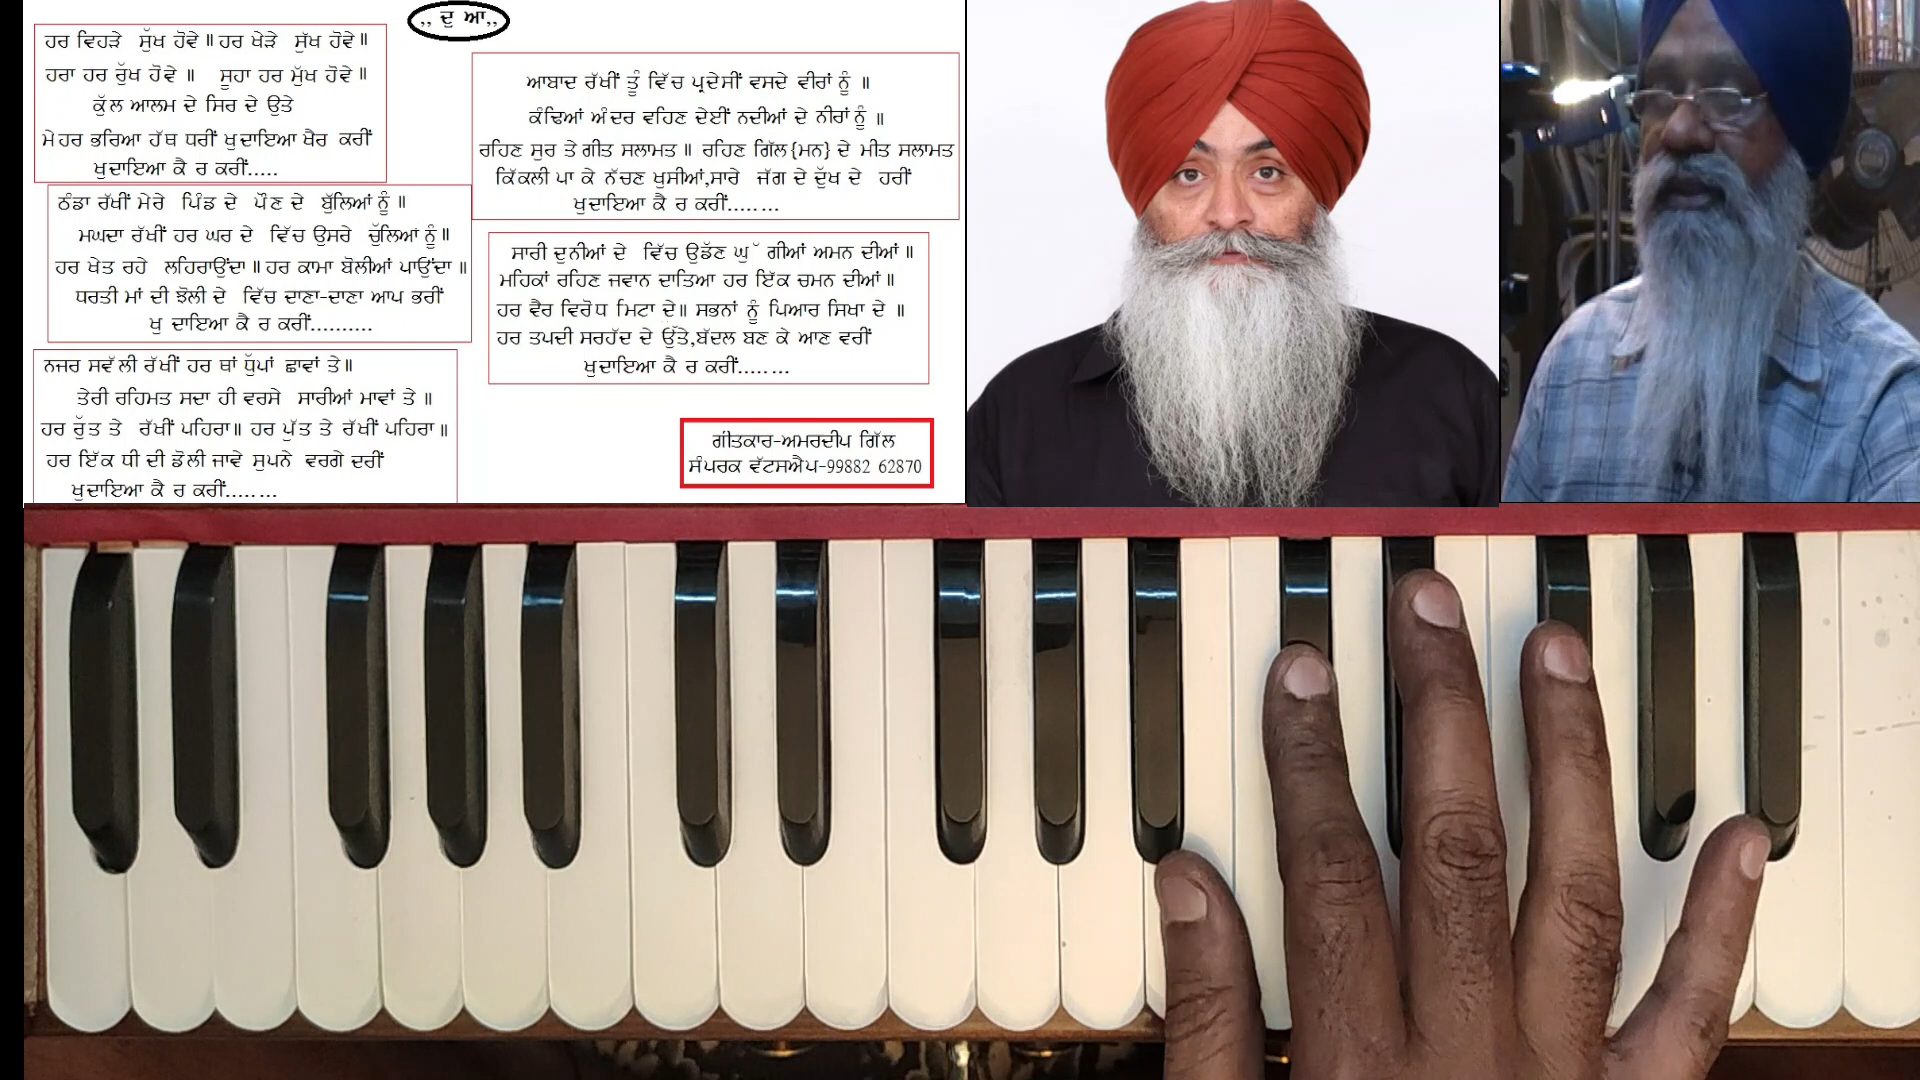 ,, ਦੁ ਆ,,
ਹਰ ਵਿਹੜੇ ਸੁੱਖ ਹੋਵੇ ॥ ਹਰ ਖੇੜੇ ਸੁੱਖ ਹੋਵੇ ॥
ਹਰਾ ਹਰ ਰੁੱਖ ਹੋਵੇ ॥ ਸੂਹਾ ਹਰ ਮੁੱਖ ਹੋਵੇ ॥
ਕੁੱਲ ਆਲਮ ਦੇ ਸਿਰ ਦੇ ਉਤੇ
ਮੇਹਰ ਭਰਿਆ ਹੱਥ ਧਰੀਂ ਖੁਦਾਇਆ ਖੈਰ ਕਰੀਂ
ਖੁਦਾਇਆ ਕੈ ਰ ਕਰੀਂ.....
ਠੰਡਾ ਰੱਖੀਂ ਮੇਰੇ ਪਿੰਡ ਦੇ ਪੌਣ ਦੇ ਬੁੱਲਿਆਂ ਨੂੰ ॥
ਮਘਦਾ ਰੱਖੀਂ ਹਰ ਘਰ ਦੇ ਵਿੱਚ ਉਸਰੇ ਚੁੱਲਿਆਂ ਨੂੰ ॥
ਹਰ ਖੇਤ ਰਹੇ ਲਹਿਰਾਉਂਦਾ ॥ ਹਰ ਕਾਮਾ ਬੋਲੀਆਂ ਪਾਉਂਦਾ ॥
ਧਰਤੀ ਮਾਂ ਦੀ ਝੋਲੀ ਦੇ ਵਿੱਚ ਦਾਣਾ-ਦਾਣਾ ਆਪ ਭਰੀਂ
ਖੁ ਦਾਇਆ ਕੈ ਰ ਕਰੀਂ..........
ਨਜਰ ਸਵੱਲੀ ਰੱਖੀਂ ਹਰ ਥਾਂ ਧੁੱਪਾਂ ਛਾਵਾਂ ਤੇ ॥
ਤੇਰੀ ਰਹਿਮਤ ਸਦਾ ਹੀ ਵਰਸੇ ਸਾਰੀਆਂ ਮਾਵਾਂ ਤੇ ॥
ਹਰ ਰੁੱਤ ਤੇ ਰੱਖੀਂ ਪਹਿਰਾ ॥ ਹਰ ਪੁੱਤ ਤੇ ਰੱਖੀਂ ਪਹਿਰਾ ॥
ਹਰ ਇੱਕ ਧੀ ਦੀ ਡੋਲੀ ਜਾਵੇ ਸੁਪਨੇ ਵਰਗੇ ਦਰੀਂ
ਖੁਦਾਇਆ ਕੈ ਰ ਕਰੀਂ........
ਆਬਾਦ ਰੱਖੀਂ ਤੂੰ ਵਿੱਚ ਪ੍ਰਦੇਸੀਂ ਵਸਦੇ ਵੀਰਾਂ ਨੂੰ ॥
ਕੰਢਿਆਂ ਅੰਦਰ ਵਹਿਣ ਦੇਈਂ ਨਦੀਆਂ ਦੇ ਨੀਰਾਂ ਨੂੰ ॥
ਰਹਿਣ ਸੁਰ ਤੇ ਗੀਤ ਸਲਾਮਤ ॥ ਰਹਿਣ ਗਿੱਲ{ਮਨ} ਦੇ ਮੀਤ ਸਲਾਮਤ
ਕਿੱਕਲੀ ਪਾ ਕੇ ਨੱਚਣ ਖੁਸੀਆਂ,ਸਾਰੇ ਜੱਗ ਦੇ ਦੁੱਖ ਦੇ ਹਰੀਂ
ਖੁਦਾਇਆ ਕੈ ਰ ਕਰੀਂ........
ਸਾਰੀ ਦੁਨੀਆਂ ਦੇ ਵਿੱਚ ਉਡੱਣ ਘੁੱਗੀਆਂ ਅਮਨ ਦੀਆਂ ॥
ਮਹਿਕਾਂ ਰਹਿਣ ਜਵਾਨ ਦਾਤਿਆ ਹਰ ਇੱਕ ਚਮਨ ਦੀਆਂ ॥
ਹਰ ਵੈਰ ਵਿਰੋਧ ਮਿਟਾ ਦੇ॥ ਸਭਨਾਂ ਨੂੰ ਪਿਆਰ ਸਿਖਾ ਦੇ ॥
ਹਰ ਤਪਦੀ ਸਰਹੱਦ ਦੇ ਉੱਤੇ,ਬੱਦਲ ਬਣ ਕੇ ਆਣ ਵਰੀਂ
ਖੁਦਾਇਆ ਕੈ ਰ ਕਰੀਂ........
ਗੀਤਕਾਰ-ਅਮਰਦੀਪ ਗਿੱਲ
ਸੰਪਰਕ ਵੱਟਸਐਪ-99882 62870